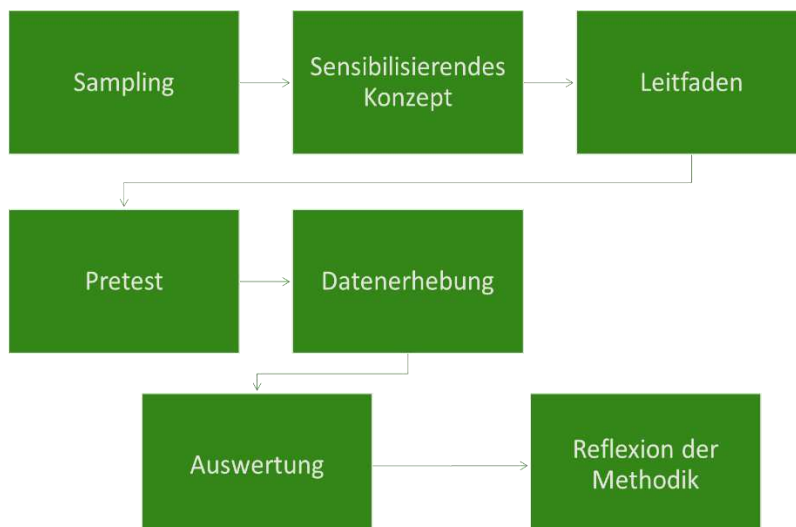 Sampling
Sensibilisierendes
Konzept
Leitfaden
Pretest
Datenerhebung
Auswertung
Reflexion der
Methodik